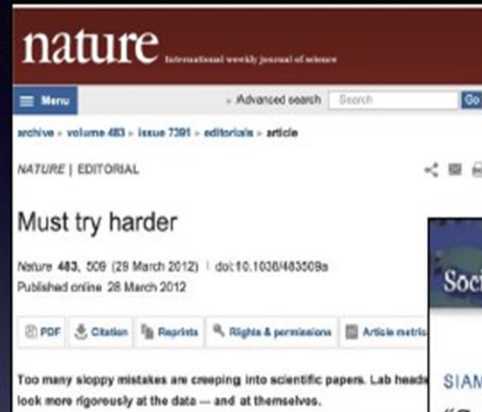 nature International weekly journal of science
Menu
Advanced search Search Go
archive volume 483 issue 7391 editorials article
NATURE | EDITORIAL
Must try harder
Nature 483, 509 (29 March 2012) | doi:10.1038/483509a
Published online 28 March 2012
PDF Citation Reprints Rights & permissions Article metrics
Too many sloppy mistakes are creeping into scientific papers. Lab heads
look more rigorously at the data — and at themselves.
Soci
SIAM